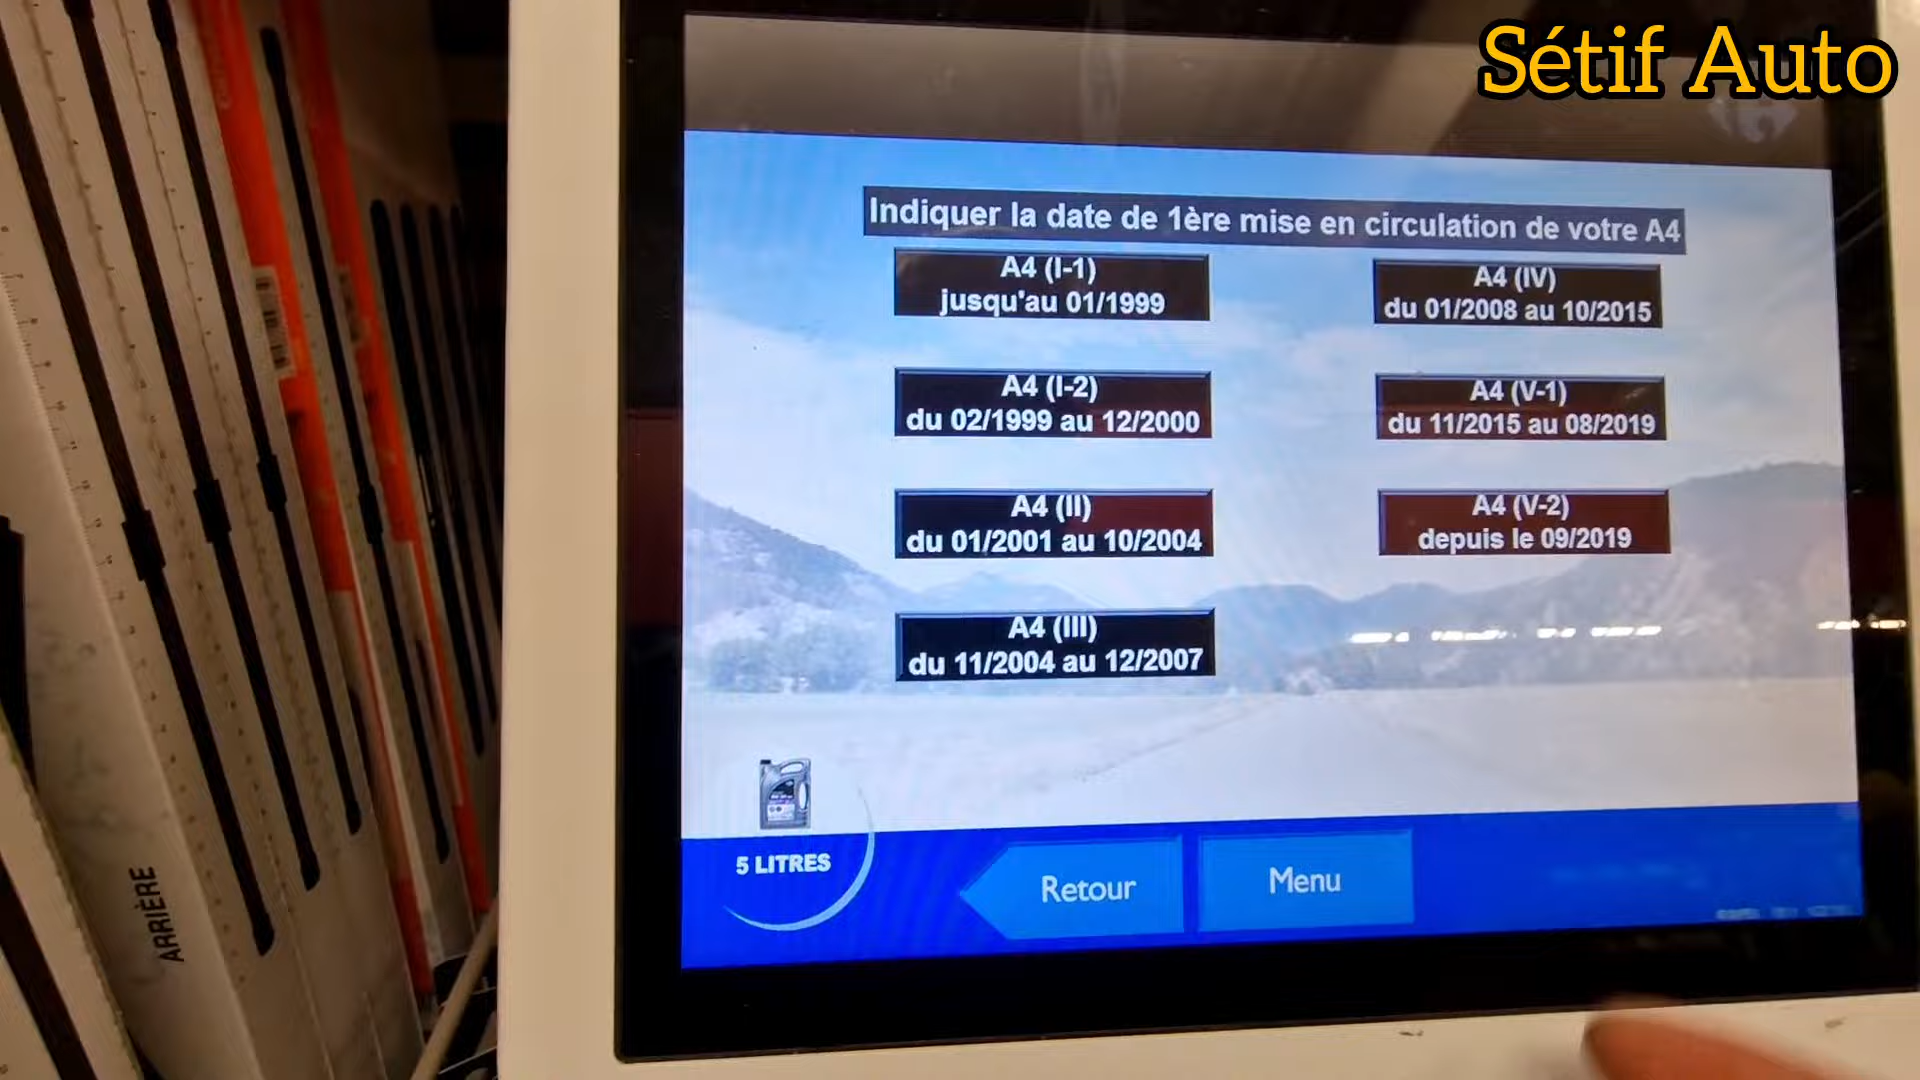 Sétif Auto
Indiquer la date de 1ère mise en circulation de votre A4
A4 (I-1)
jusqu'au 01/1999
A4 (I-2)
du 02/1999 au 12/2000
A4 (II)
du 01/2001 au 10/2004
A4 (III)
du 11/2004 au 12/2007
A4 (IV)
du 01/2008 au 10/2015
A4 (V-1)
du 11/2015 au 08/2019
A4 (V-2)
depuis le 09/2019
5 LITRES
Retour
Menu
ARRIÈRE